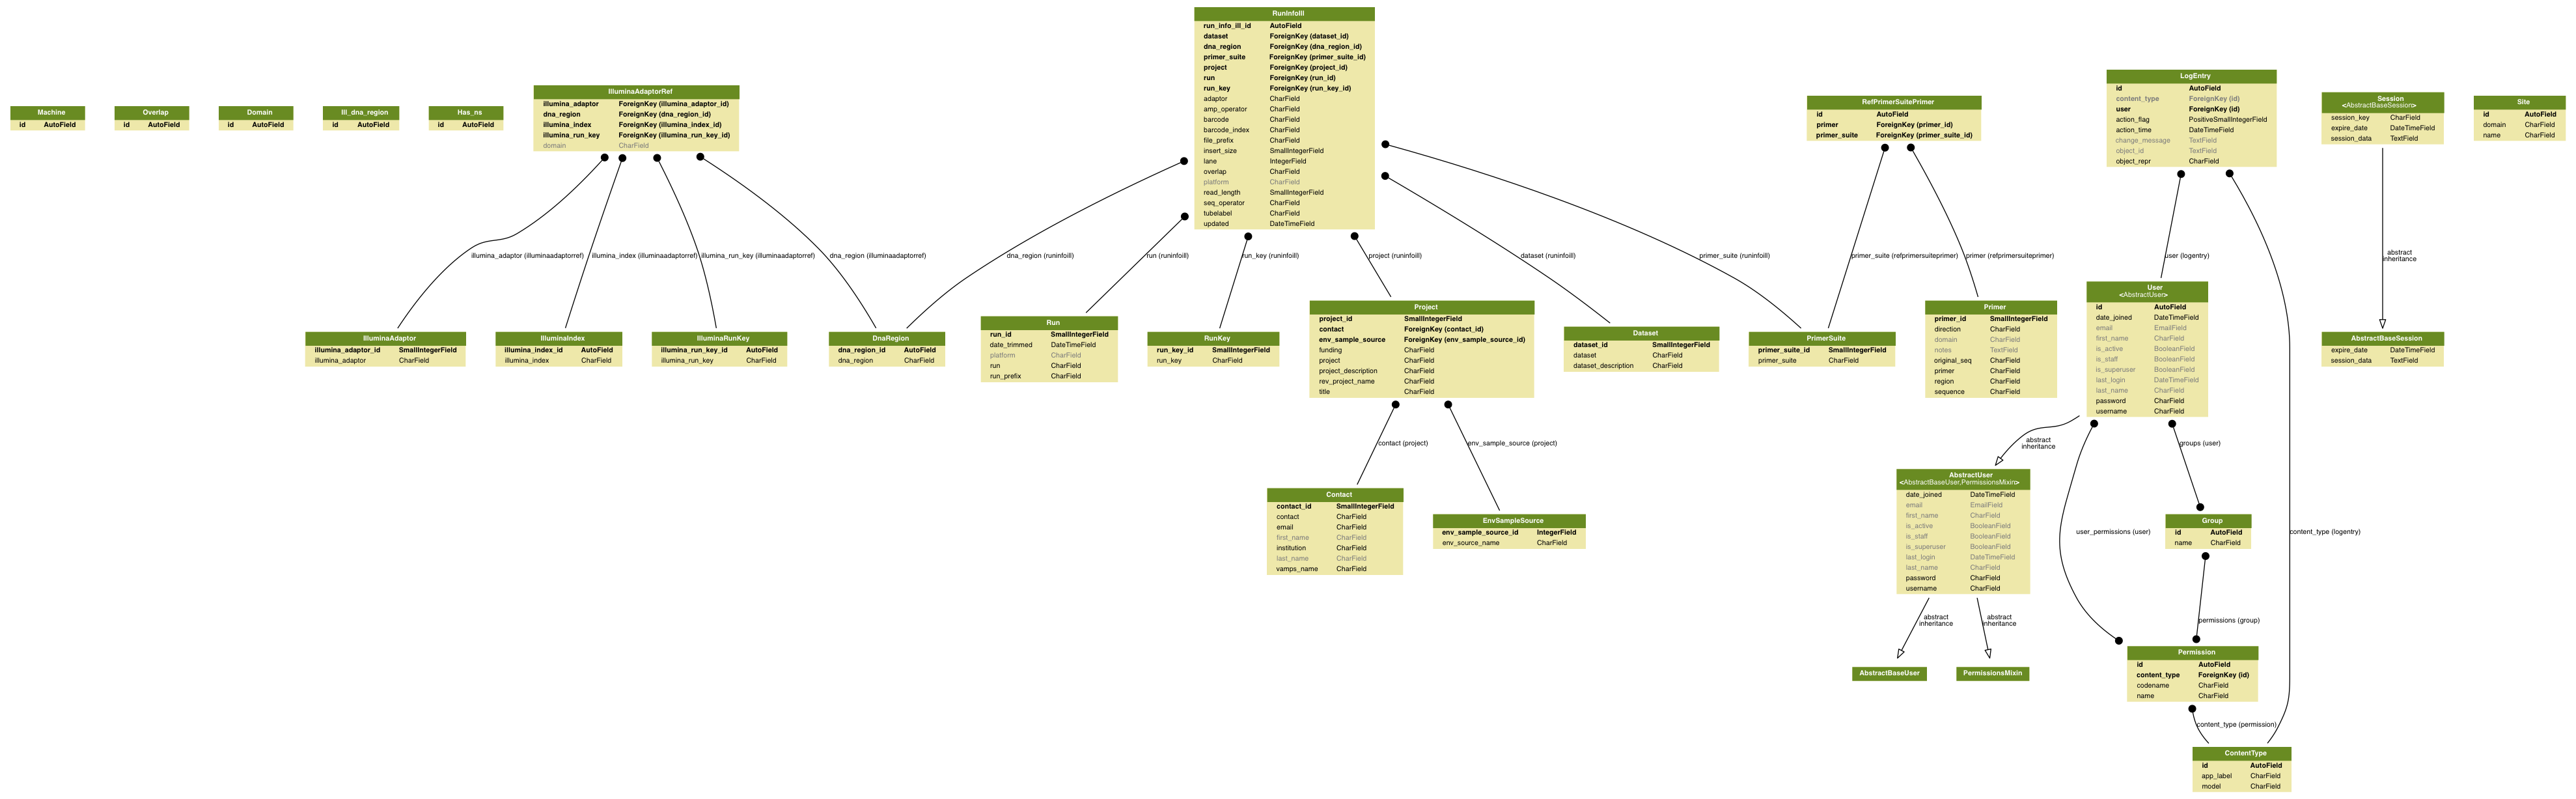 RunInfoIll
run_info_ill_id AutoField
dataset ForeignKey (dataset_id)
dna_region ForeignKey (dna_region_id)
primer_suite ForeignKey (primer_suite_id)
project ForeignKey (project_id)
run ForeignKey (run_id)
run_key ForeignKey (run_key_id)
adaptor CharField
amp_operator CharField
barcode CharField
barcode_index CharField
file_prefix CharField
insert_size SmallIntegerField
lane IntegerField
overlap CharField
platform CharField
read_length SmallIntegerField
seq_operator CharField
tubelabel CharField
updated DateTimeField
Machine
id AutoField
Overlap
id AutoField
Domain
id AutoField
Ill_dna_region
id AutoField
Has_ns
id AutoField
IlluminaAdaptorRef
illumina_adaptor ForeignKey (illumina_adaptor_id)
dna_region ForeignKey (dna_region_id)
illumina_index ForeignKey (illumina_index_id)
illumina_run_key ForeignKey (illumina_run_key_id)
domain CharField
RefPrimerSuitePrimer
id AutoField
primer ForeignKey (primer_id)
primer_suite ForeignKey (primer_suite_id)
LogEntry
id AutoField
content_type ForeignKey (id)
user ForeignKey (id)
action_flag PositiveSmallIntegerField
action_time DateTimeField
change_message TextField
object_id TextField
object_repr CharField
Session
<AbstractBaseSession>
session_key CharField
expire_date DateTimeField
session_data TextField
Site
id AutoField
domain CharField
name CharField
illumina_adaptor (illuminaadaptorref)
illumina_index (illuminaadaptorref)
illumina_run_key (illuminaadaptorref)
dna_region (illuminaadaptorref)
dna_region (runinfoill)
run (runinfoill)
run_key (runinfoill)
project (runinfoill)
dataset (runinfoill)
primer_suite (runinfoill)
primer_suite (refprimersuiteprimer)
primer (refprimersuiteprimer)
user (logentry)
abstract
inheritance
IlluminaAdaptor
illumina_adaptor_id SmallIntegerField
illumina_adaptor CharField
IlluminaIndex
illumina_index_id AutoField
illumina_index CharField
IlluminaRunKey
illumina_run_key_id AutoField
illumina_run_key CharField
DnaRegion
dna_region_id AutoField
dna_region CharField
Run
run_id SmallIntegerField
date_trimmed DateTimeField
platform CharField
run CharField
run_prefix CharField
RunKey
run_key_id SmallIntegerField
run_key CharField
Project
project_id SmallIntegerField
contact ForeignKey (contact_id)
env_sample_source ForeignKey (env_sample_source_id)
funding CharField
project CharField
project_description CharField
rev_project_name CharField
title CharField
Dataset
dataset_id SmallIntegerField
dataset CharField
dataset_description CharField
PrimerSuite
primer_suite_id SmallIntegerField
primer_suite CharField
Primer
primer_id SmallIntegerField
direction CharField
domain CharField
notes TextField
original_seq CharField
primer CharField
region CharField
sequence CharField
User
<AbstractUser>
id AutoField
date_joined DateTimeField
email EmailField
first_name CharField
is_active BooleanField
is_staff BooleanField
is_superuser BooleanField
last_login DateTimeField
last_name CharField
password CharField
username CharField
AbstractBaseSession
expire_date DateTimeField
session_data TextField
contact (project)
env_sample_source (project)
abstract
inheritance
groups (user)
Contact
contact_id SmallIntegerField
contact CharField
email CharField
first_name CharField
institution CharField
last_name CharField
vamps_name CharField
EnvSampleSource
env_sample_source_id IntegerField
env_source_name CharField
AbstractUser
<AbstractBaseUser,PermissionsMixin>
date_joined DateTimeField
email EmailField
first_name CharField
is_active BooleanField
is_staff BooleanField
is_superuser BooleanField
last_login DateTimeField
last_name CharField
password CharField
username CharField
user_permissions (user)
Group
id AutoField
name CharField
content_type (logentry)
abstract
inheritance
abstract
inheritance
permissions (group)
AbstractBaseUser
PermissionsMixin
Permission
id AutoField
content_type ForeignKey (id)
codename CharField
name CharField
content_type (permission)
ContentType
id AutoField
app_label CharField
model CharField